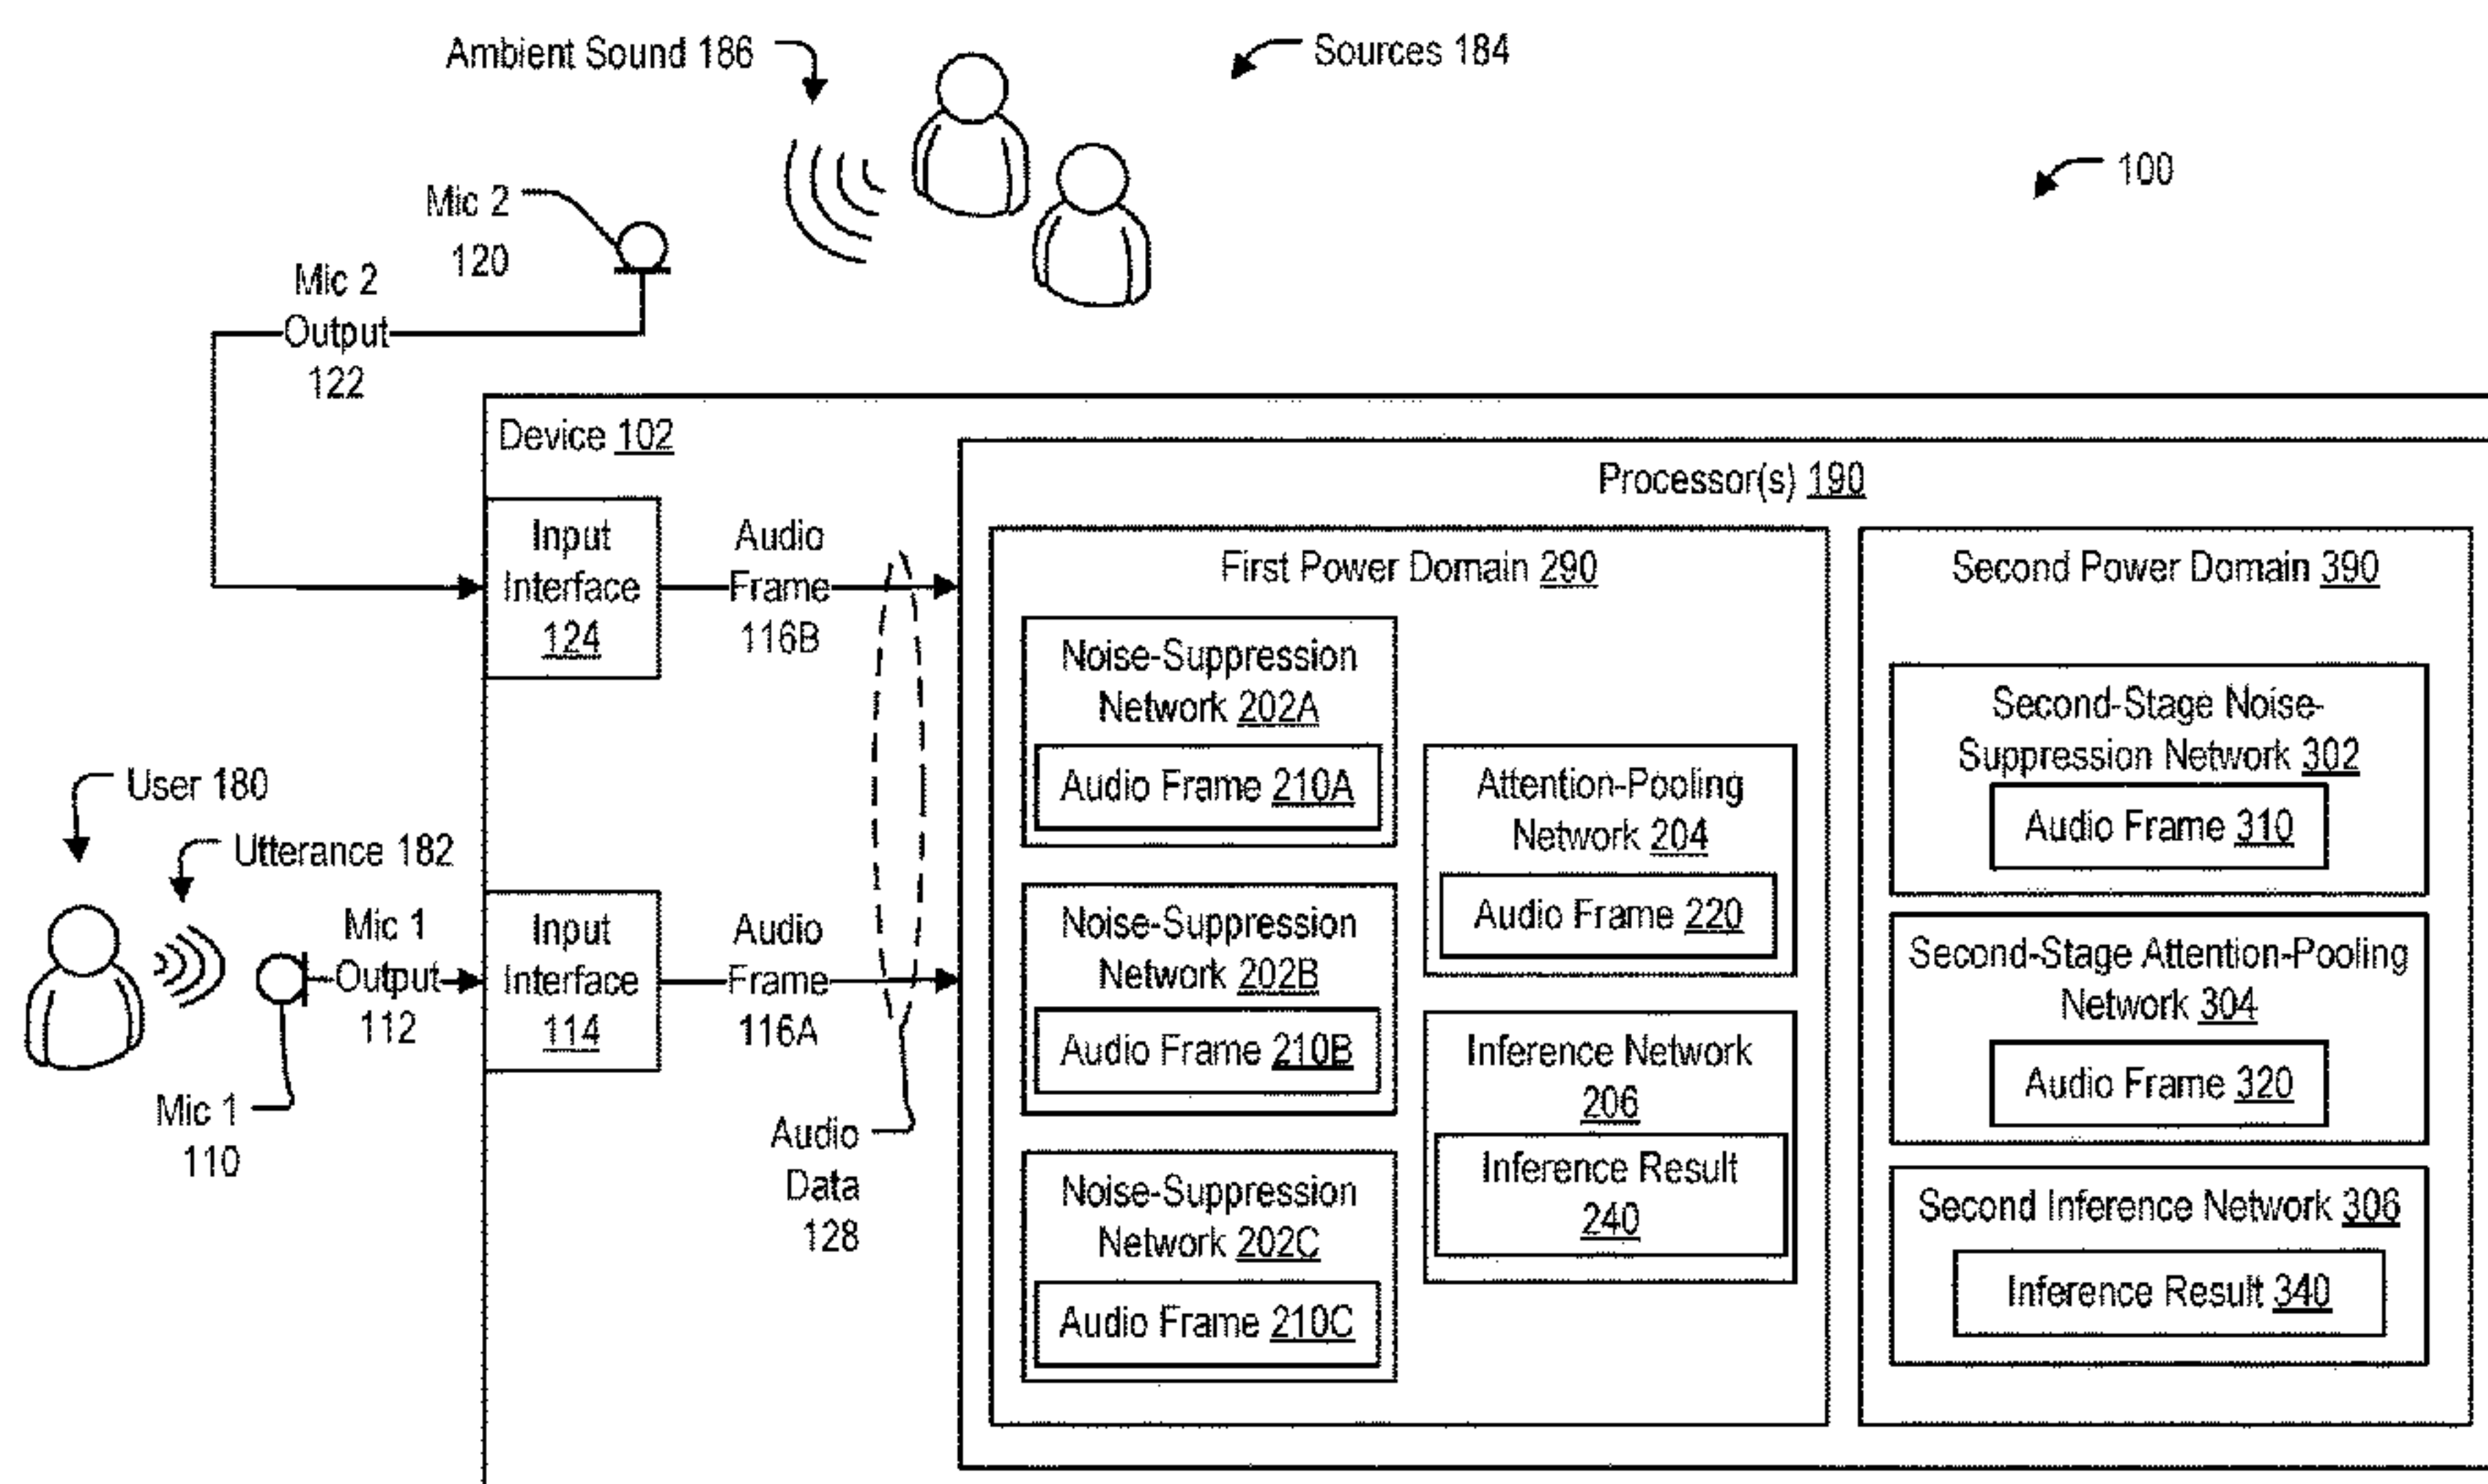 Ambient Sound 186
Sources 184
100
Mic 2
120
Mic 2
Output
122
Device 102
Processor(s) 190
Input
Interface
124
Audio
Frame
116B
First Power Domain 290
Second Power Domain 390
Noise-Suppression
Network 202A
Audio Frame 210A
Attention-Pooling
Network 204
Audio Frame 220
Second-Stage Noise-
Suppression Network 302
Audio Frame 310
User 180
Utterance 182
Mic 1
Output
112
Mic 1
110
Input
Interface
114
Audio
Frame
116A
Audio
Data
128
Noise-Suppression
Network 202B
Audio Frame 210B
Inference Network
206
Inference Result
240
Second-Stage Attention-Pooling
Network 304
Audio Frame 320
Noise-Suppression
Network 202C
Audio Frame 210C
Second Inference Network 306
Inference Result 340